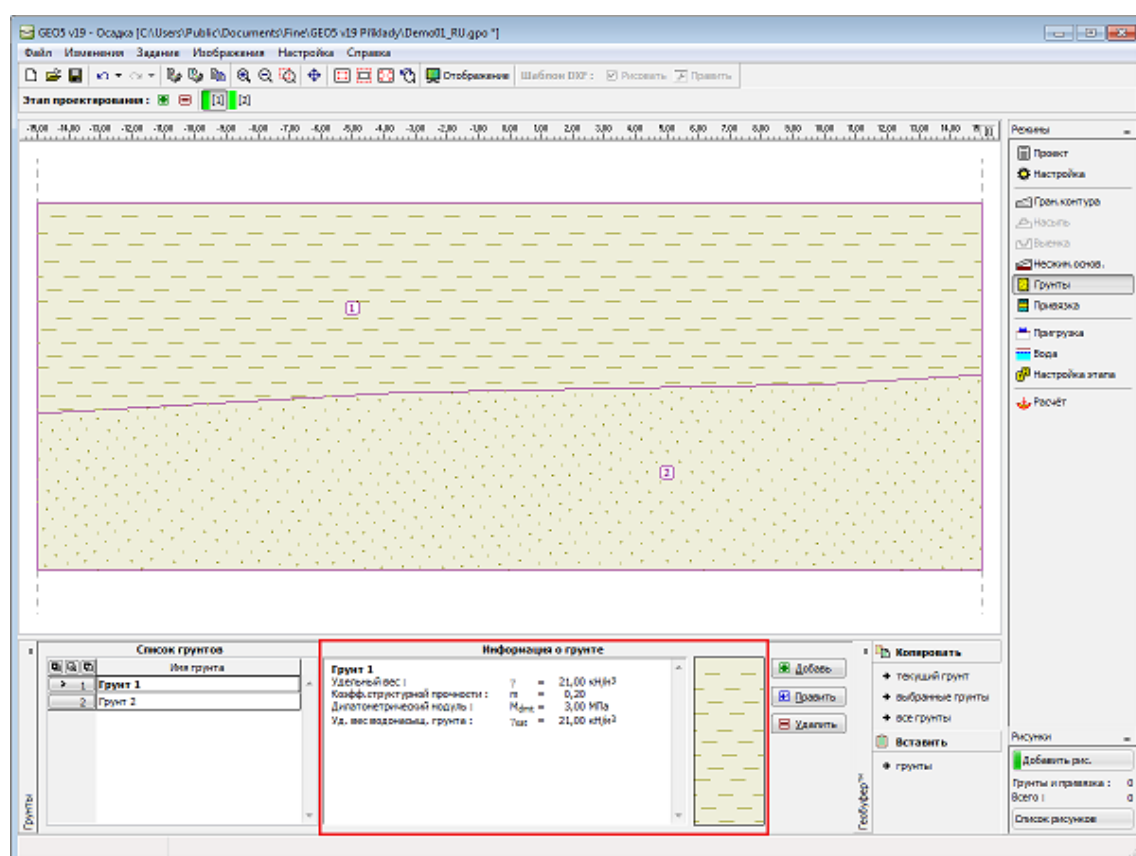 GEO5 v19 - Осадка [C:\Users\Public\Documents\Fine\GEO5 v19 Příklady\Demo01_RU.gpo *]
Файл Изменения Задание Изображения Настройка Справка
Отображение Шаблон DXF : Рисовать Править
Этап проектирования : [1] [2]
[m]
Режимы
Проект
Настройка
Гран.контура
Насыпь
Выемка
Несжим.основ.
Грунты
Привязка
Пригрузка
Вода
Настройка этапа
Расчёт
1
2
Список грунтов
Имя грунта
1 Грунт 1
2 Грунт 2
Грунты
Информация о грунте
Грунт 1
Удельный вес : γ = 21,00 кН/м3
Коэфф.структурной прочности : m = 0,20
Дилатометрический модуль : Mdmt = 3,00 МПа
Уд. вес водонасыщ. грунта : γsat = 21,00 кН/м3
Добавь
Править
Удалить
Геобуфер™
Копировать
текущий грунт
выбранные грунты
все грунты
Вставить
грунты
Рисунки
Добавить рис.
Грунты и привязка : 0
Всего : 0
Список рисунков